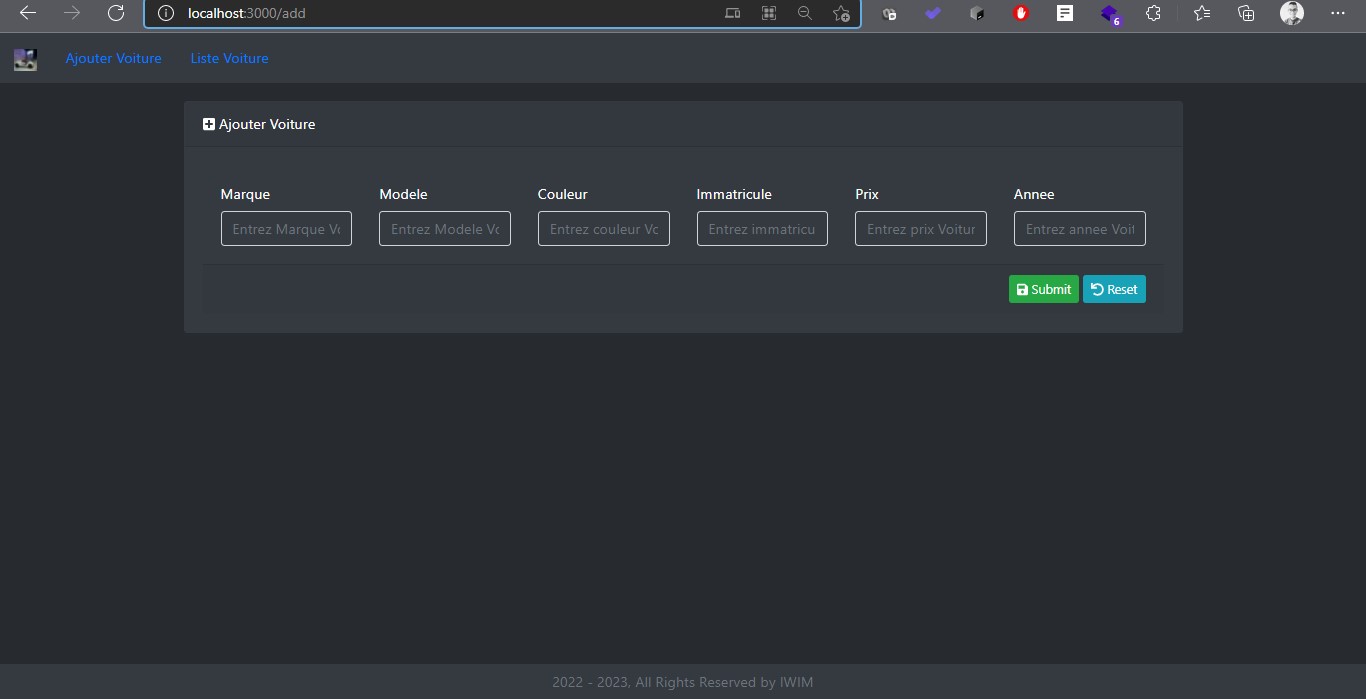 localhost:3000/add
6
Ajouter Voiture Liste Voiture
Ajouter Voiture
Marque Modele Couleur Immatricule Prix Annee
Entrez Marque Vo Entrez Modele Vo Entrez couleur Vo Entrez immatricu Entrez prix Voitur Entrez annee Voit
Submit Reset
2022 - 2023, All Rights Reserved by IWIM